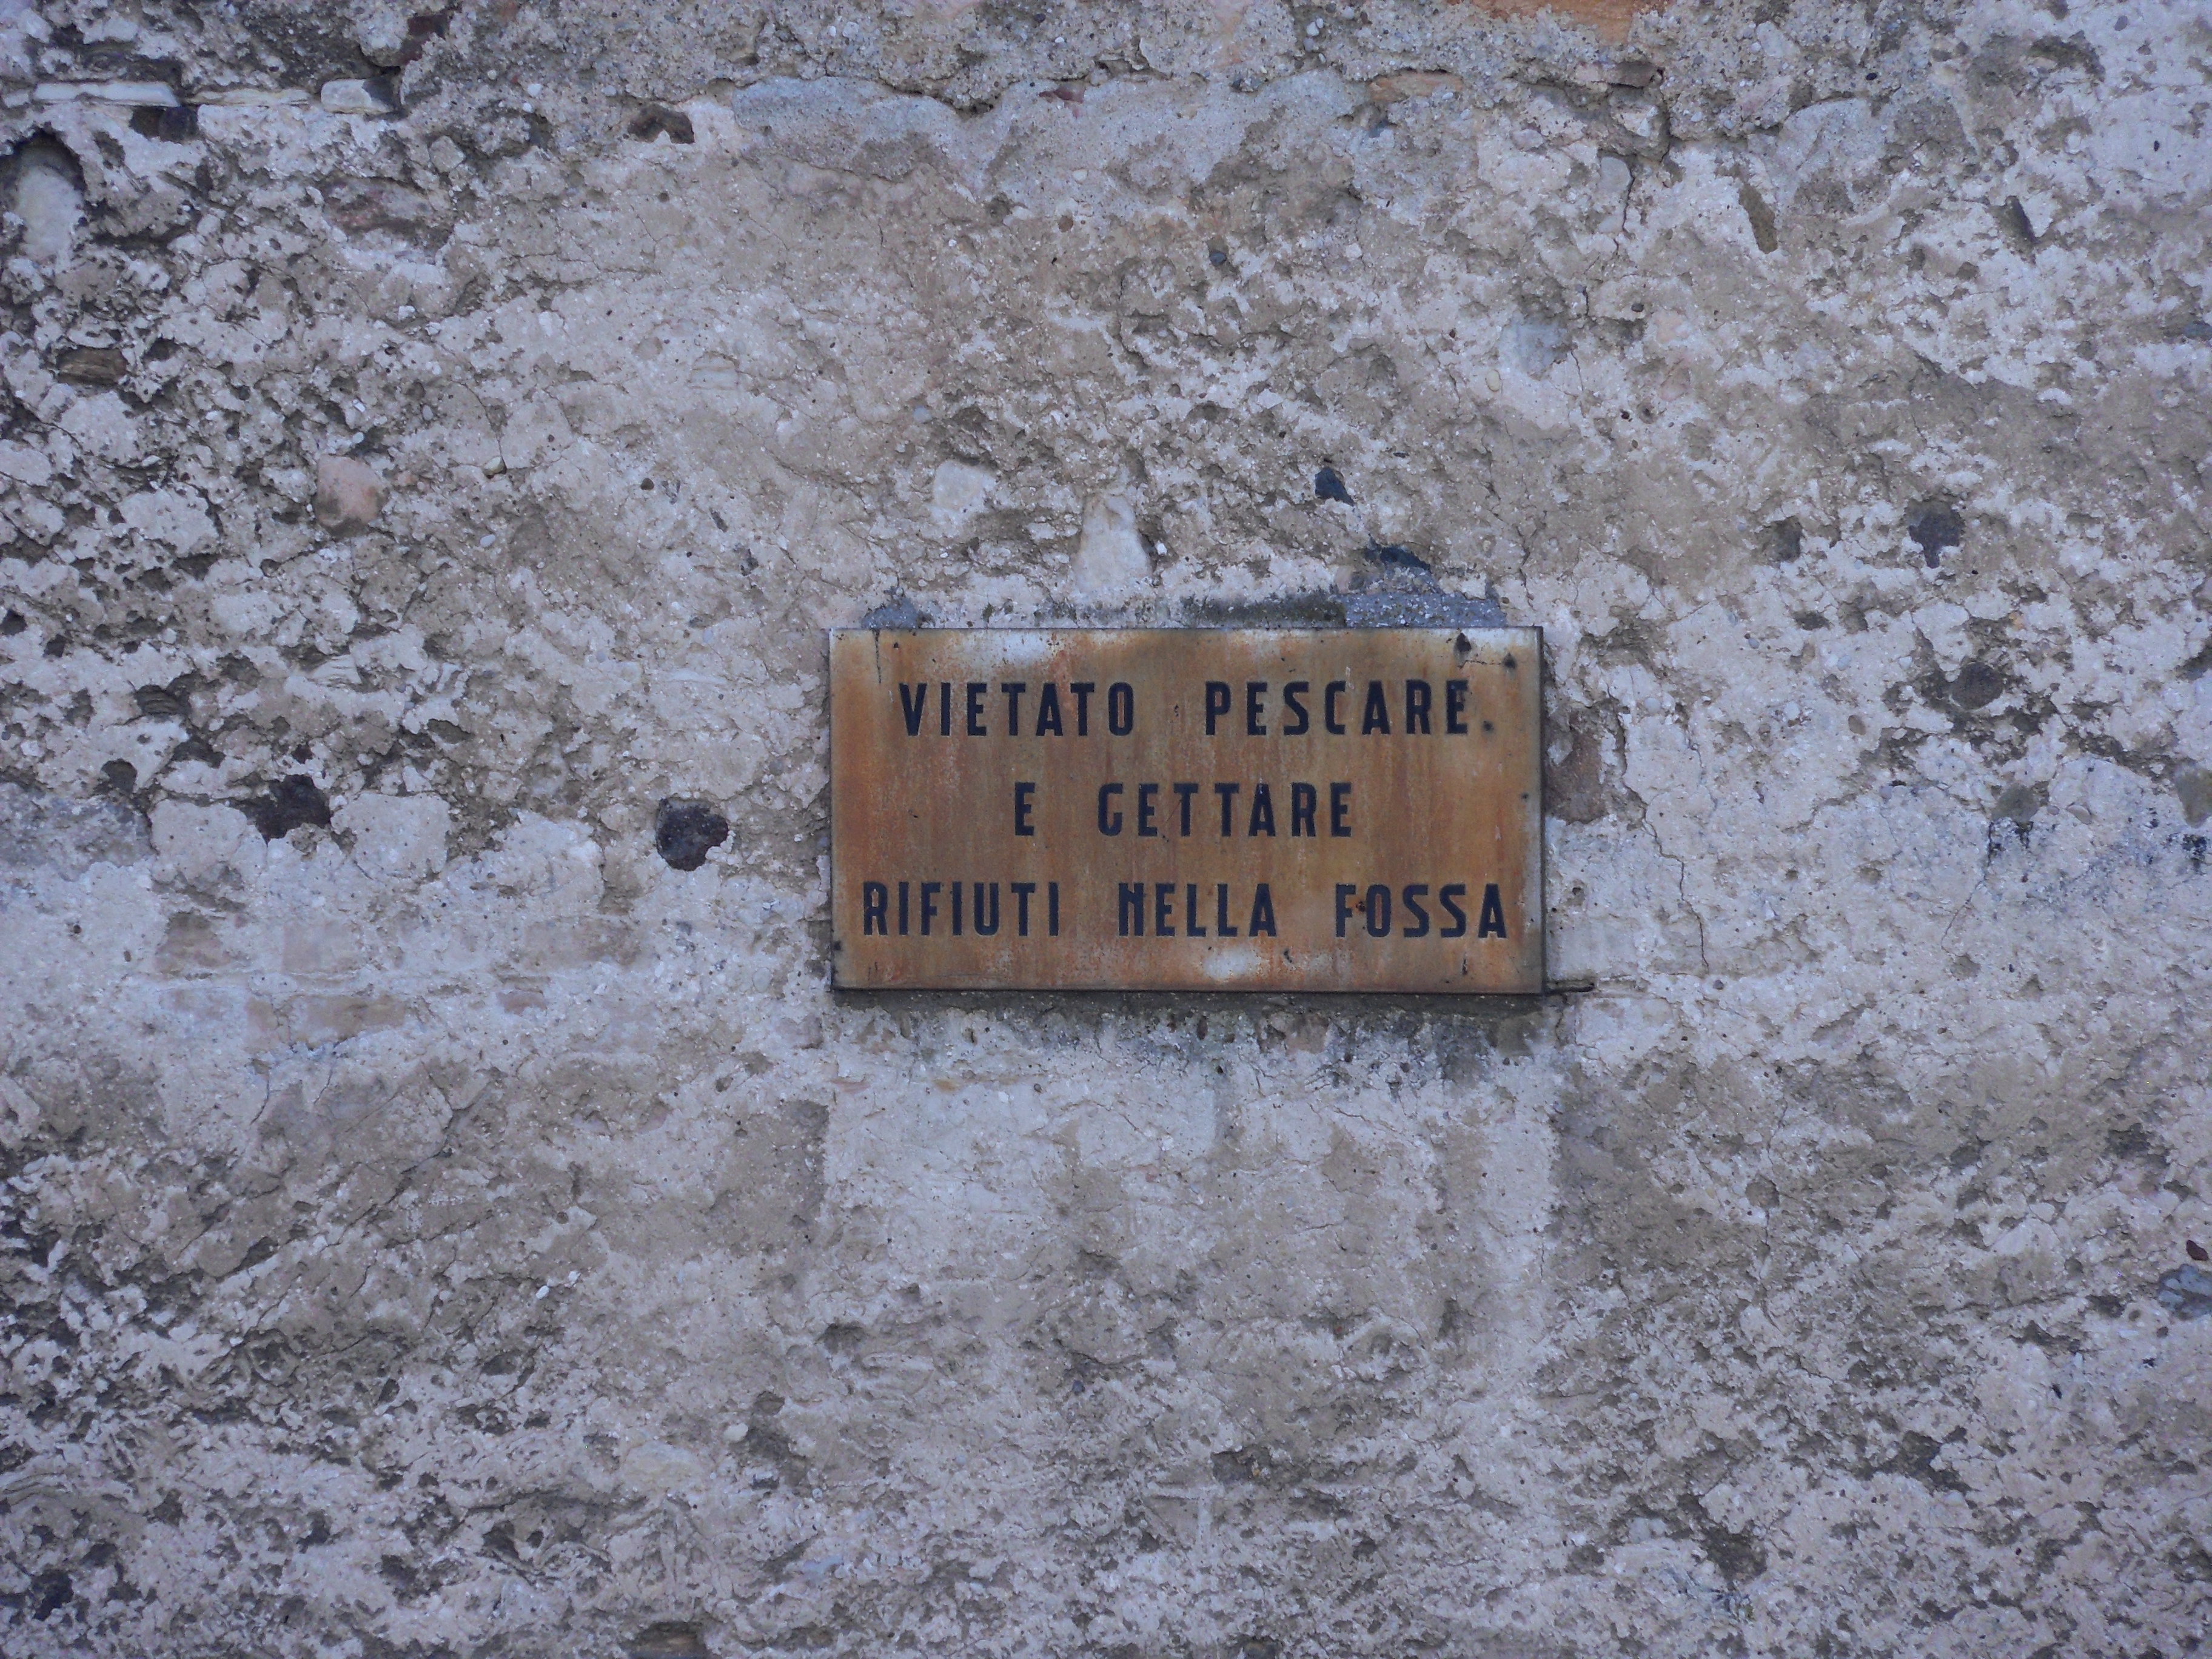 VIETATO PESCARE.
E GETTARE
RIFIUTI NELLA FOSSA